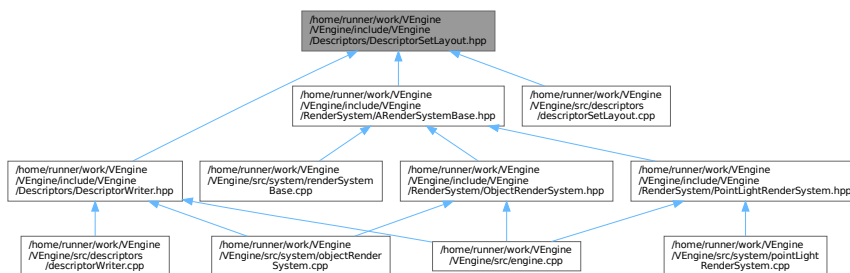 /home/runner/work/VEngine
/VEngine/include/VEngine
/Descriptors/DescriptorSetLayout.hpp
/home/runner/work/VEngine
/VEngine/include/VEngine
/RenderSystem/ARenderSystemBase.hpp
/home/runner/work/VEngine
/VEngine/src/descriptors
/descriptorSetLayout.cpp
/home/runner/work/VEngine
/VEngine/include/VEngine
/Descriptors/DescriptorWriter.hpp
/home/runner/work/VEngine
/VEngine/src/system/renderSystem
Base.cpp
/home/runner/work/VEngine
/VEngine/include/VEngine
/RenderSystem/ObjectRenderSystem.hpp
/home/runner/work/VEngine
/VEngine/include/VEngine
/RenderSystem/PointLightRenderSystem.hpp
/home/runner/work/VEngine
/VEngine/src/descriptors
/descriptorWriter.cpp
/home/runner/work/VEngine
/VEngine/src/system/objectRender
System.cpp
/home/runner/work/VEngine
/VEngine/src/engine.cpp
/home/runner/work/VEngine
/VEngine/src/system/pointLight
RenderSystem.cpp